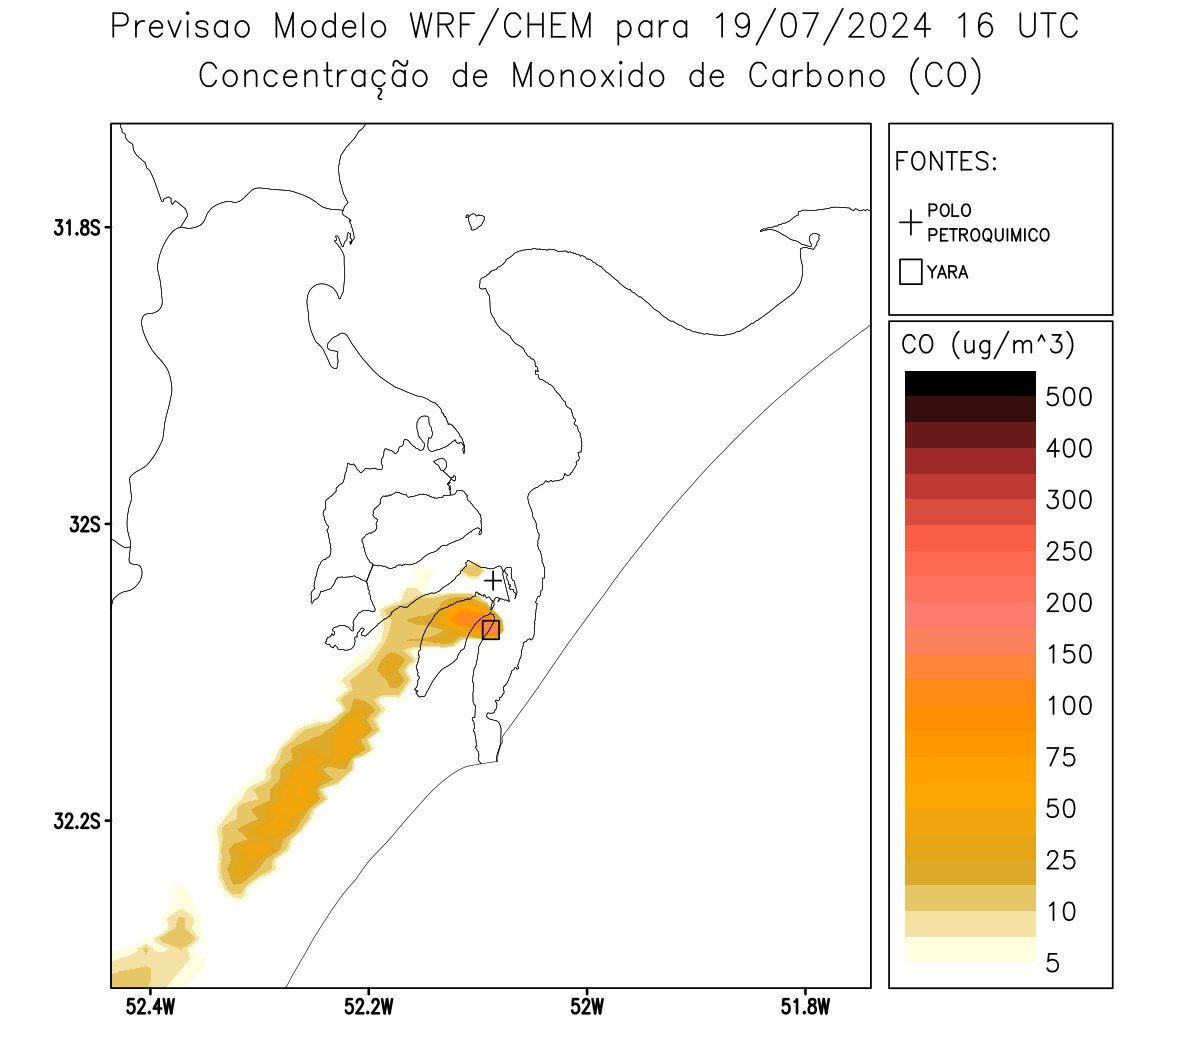 Previsao Modelo WRF/CHEM para 19/07/2024 16 UTC
Concentração de Monoxido de Carbono (CO)
FONTES:
POLO
PETROQUIMICO
YARA
31.8S
32S
32.2S
52.4W
52.2W
52W
51.8W
CO (ug/m^3)
500
400
300
250
200
150
100
75
50
25
10
5